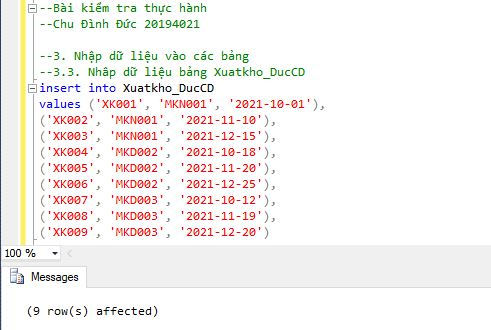 --Bài kiểm tra thực hành
--Chu Đình Đức 20194021
--3. Nhập dữ liệu vào các bảng
--3.3. Nhâp dữ liệu bảng Xuatkho_DucCD
insert into Xuatkho_DucCD
values ('XK001', 'MKN001', '2021-10-01'),
('XK002', 'MKN001', '2021-11-10'),
('XK003', 'MKN001', '2021-12-15'),
('XK004', 'MKD002', '2021-10-18'),
('XK005', 'MKD002', '2021-11-20'),
('XK006', 'MKD002', '2021-12-25'),
('XK007', 'MKD003', '2021-10-12'),
('XK008', 'MKD003', '2021-11-19'),
('XK009', 'MKD003', '2021-12-20')
100 %
Messages
(9 row(s) affected)